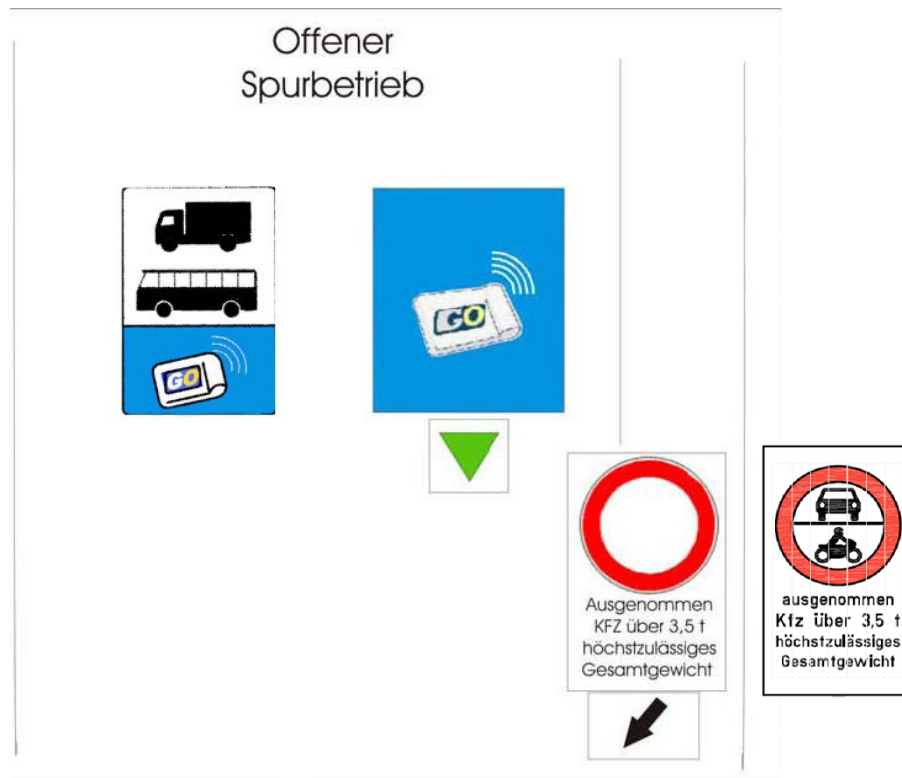 Offener
Spurbetrieb
GO
GO
Ausgenommen
KFZ über 3,5 t
höchstzulässiges
Gesamtgewicht
ausgenommen
Kfz über 3,5 t
höchstzulässiges
Gesamtgewicht